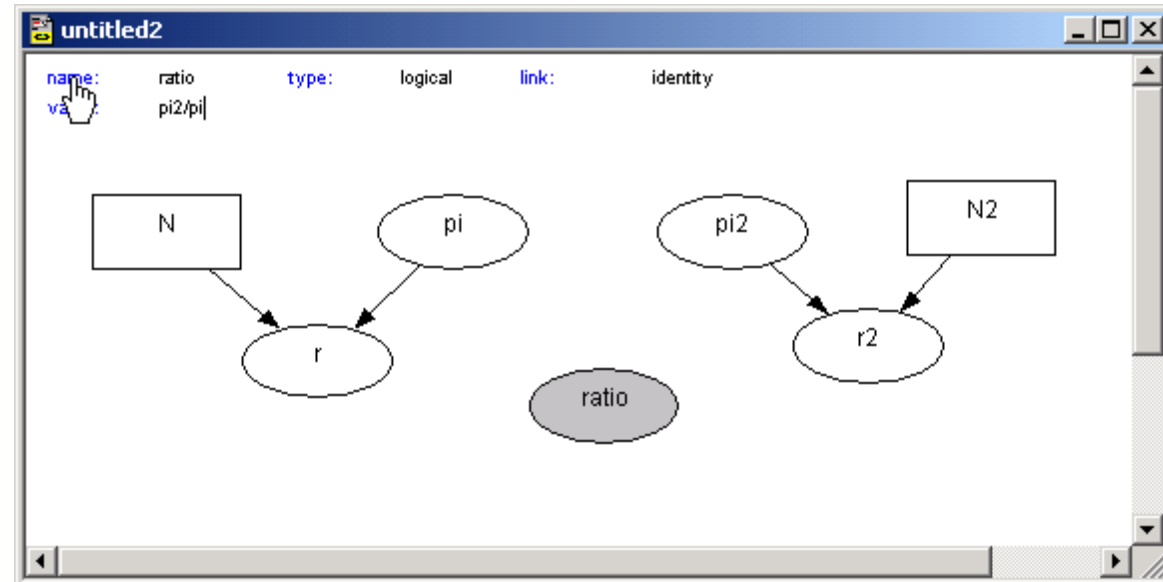 untitled2
name: ratio type: logical link: identity
pi2/pi
N pi pi2 N2
r r2
ratio